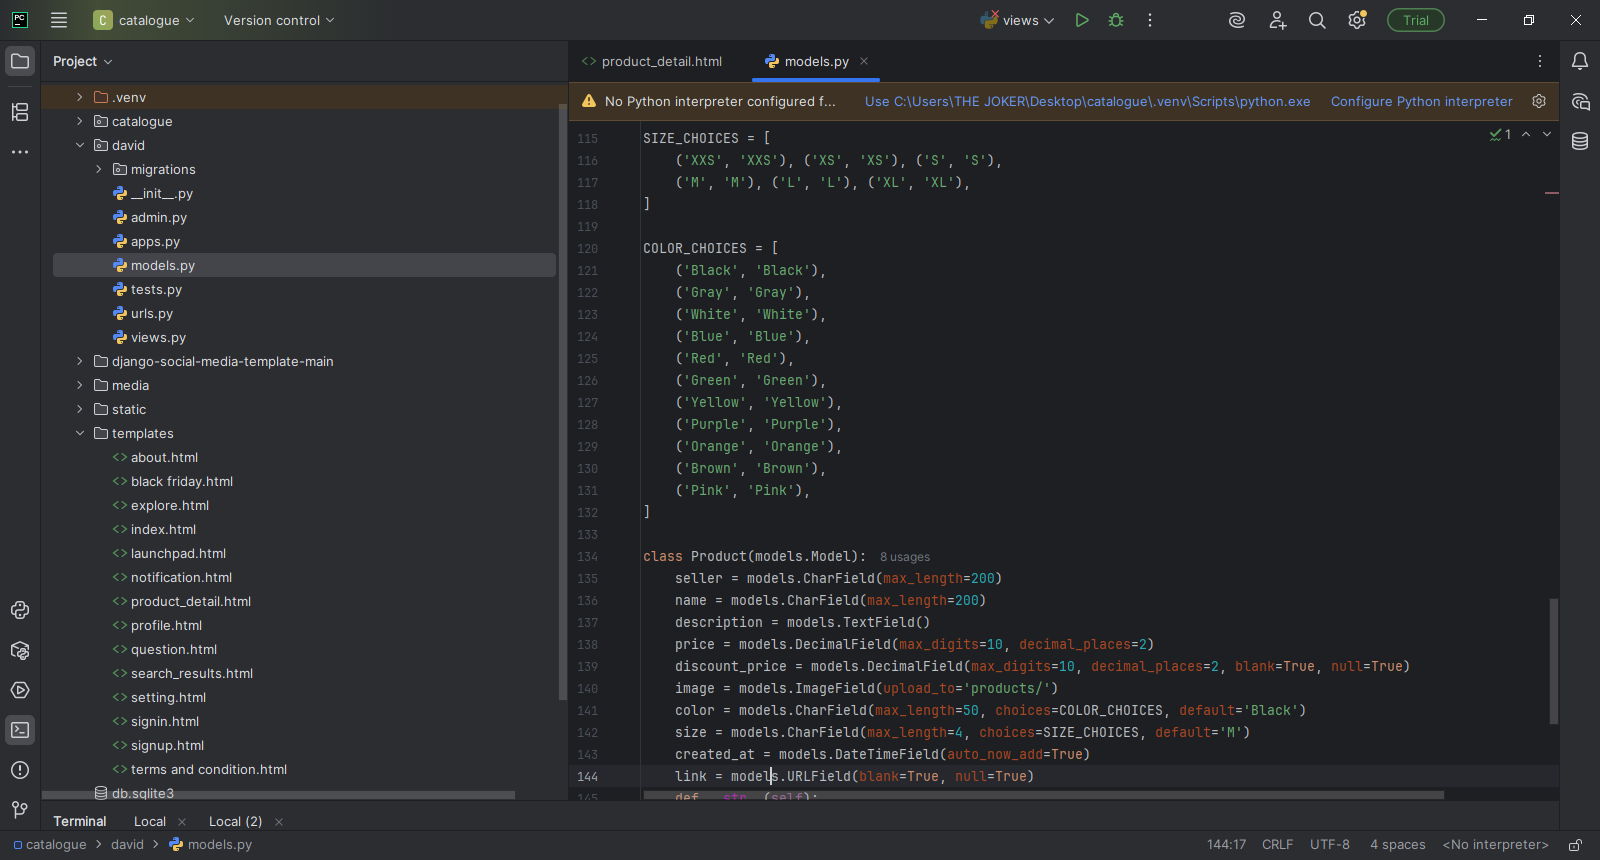 PC
C catalogue Version control views Trial
Project
.venv
catalogue
david
migrations
__init__.py
admin.py
apps.py
models.py
tests.py
urls.py
views.py
django-social-media-template-main
media
static
templates
<> about.html
<> black friday.html
<> explore.html
<> index.html
<> launchpad.html
<> notification.html
<> product_detail.html
<> profile.html
<> question.html
<> search_results.html
<> setting.html
<> signin.html
<> signup.html
<> terms and condition.html
db.sqlite3
<> product_detail.html models.py
No Python interpreter configured f... Use C:\Users\THE JOKER\Desktop\catalogue\.venv\Scripts\python.exe Configure Python interpreter
1
115 SIZE_CHOICES = [
116 ('XXS', 'XXS'), ('XS', 'XS'), ('S', 'S'),
117 ('M', 'M'), ('L', 'L'), ('XL', 'XL'),
118 ]
119
120 COLOR_CHOICES = [
121 ('Black', 'Black'),
122 ('Gray', 'Gray'),
123 ('White', 'White'),
124 ('Blue', 'Blue'),
125 ('Red', 'Red'),
126 ('Green', 'Green'),
127 ('Yellow', 'Yellow'),
128 ('Purple', 'Purple'),
129 ('Orange', 'Orange'),
130 ('Brown', 'Brown'),
131 ('Pink', 'Pink'),
132 ]
133
134 class Product(models.Model): 8 usages
135 seller = models.CharField(max_length=200)
136 name = models.CharField(max_length=200)
137 description = models.TextField()
138 price = models.DecimalField(max_digits=10, decimal_places=2)
139 discount_price = models.DecimalField(max_digits=10, decimal_places=2, blank=True, null=True)
140 image = models.ImageField(upload_to='products/')
141 color = models.CharField(max_length=50, choices=COLOR_CHOICES, default='Black')
142 size = models.CharField(max_length=4, choices=SIZE_CHOICES, default='M')
143 created_at = models.DateTimeField(auto_now_add=True)
144 link = models.URLField(blank=True, null=True)
145 def __str__(self):
Terminal Local Local (2)
catalogue > david > models.py 144:17 CRLF UTF-8 4 spaces <No interpreter>